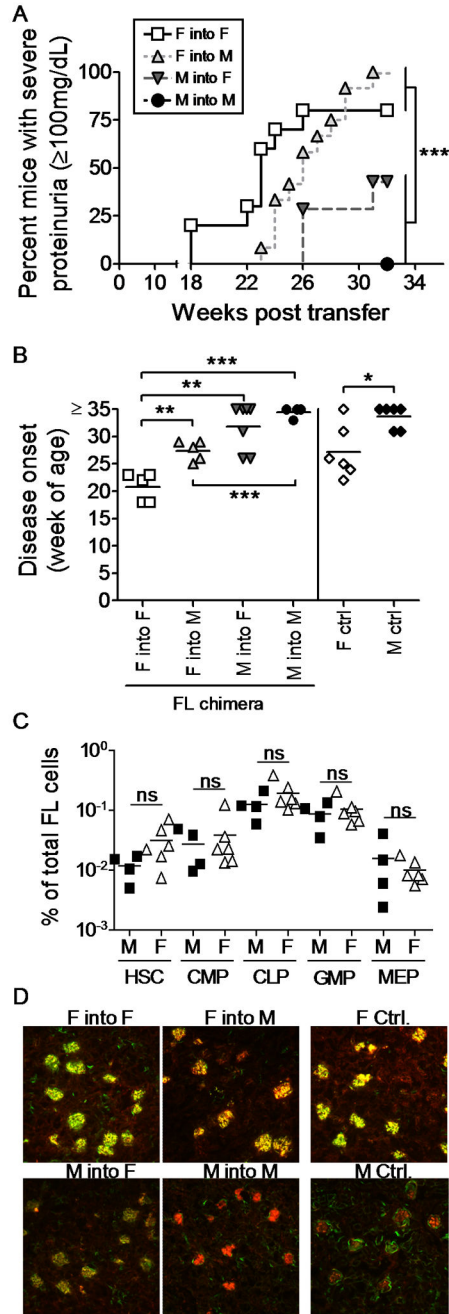 A
F into F
F into M
M into F
M into M
Percent mice with severe
proteinuria (≥100mg/dL)
100
75
50
25
0
***
0 10 18 22 26 30 34
Weeks post transfer
B
Disease onset
(week of age)
≥
35
30
25
20
15
10
5
0
***
**
**
***
*
F into F
F into M
M into F
M into M
F ctrl
M ctrl
FL chimera
C
% of total FL cells
10⁰
10⁻¹
10⁻²
10⁻³
ns ns ns ns ns
M F M F M F M F M F
HSC CMP CLP GMP MEP
D
F into F F into M F Ctrl.
M into F M into M M Ctrl.